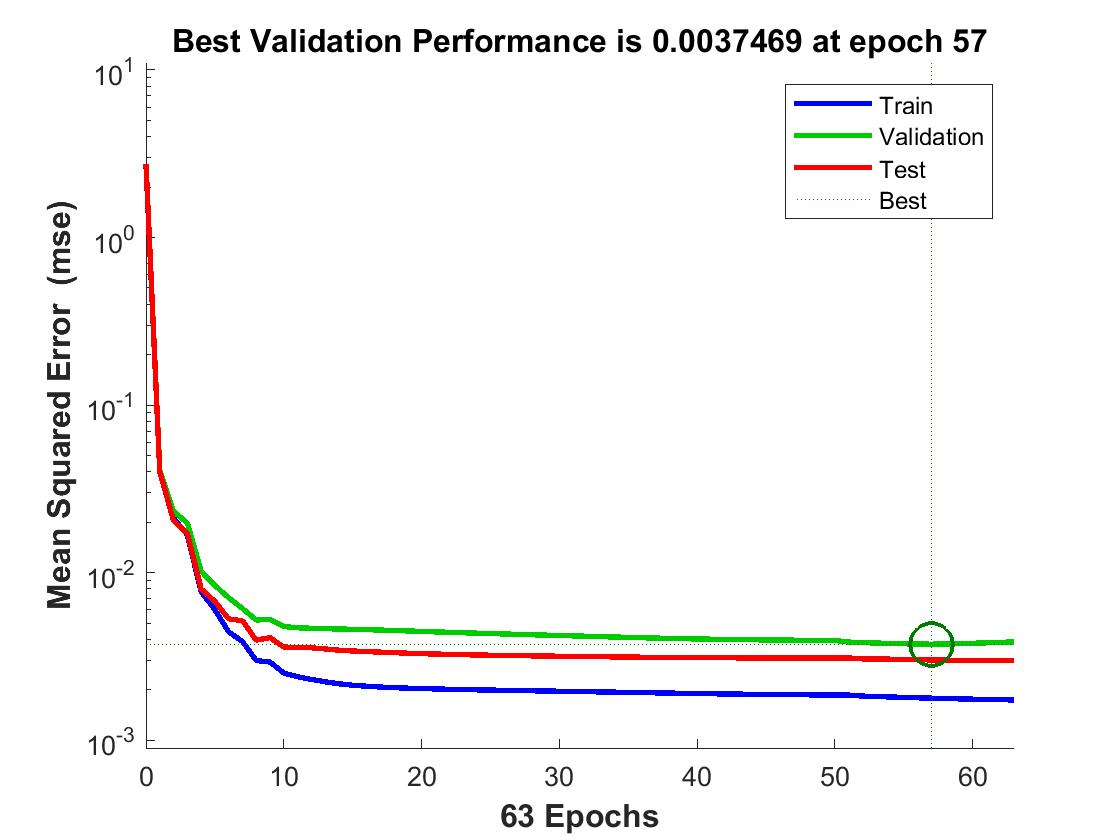 Best Validation Performance is 0.0037469 at epoch 57
Mean Squared Error (mse)
10^1
10^0
10^-1
10^-2
10^-3
Train
Validation
Test
Best
0 10 20 30 40 50 60
63 Epochs